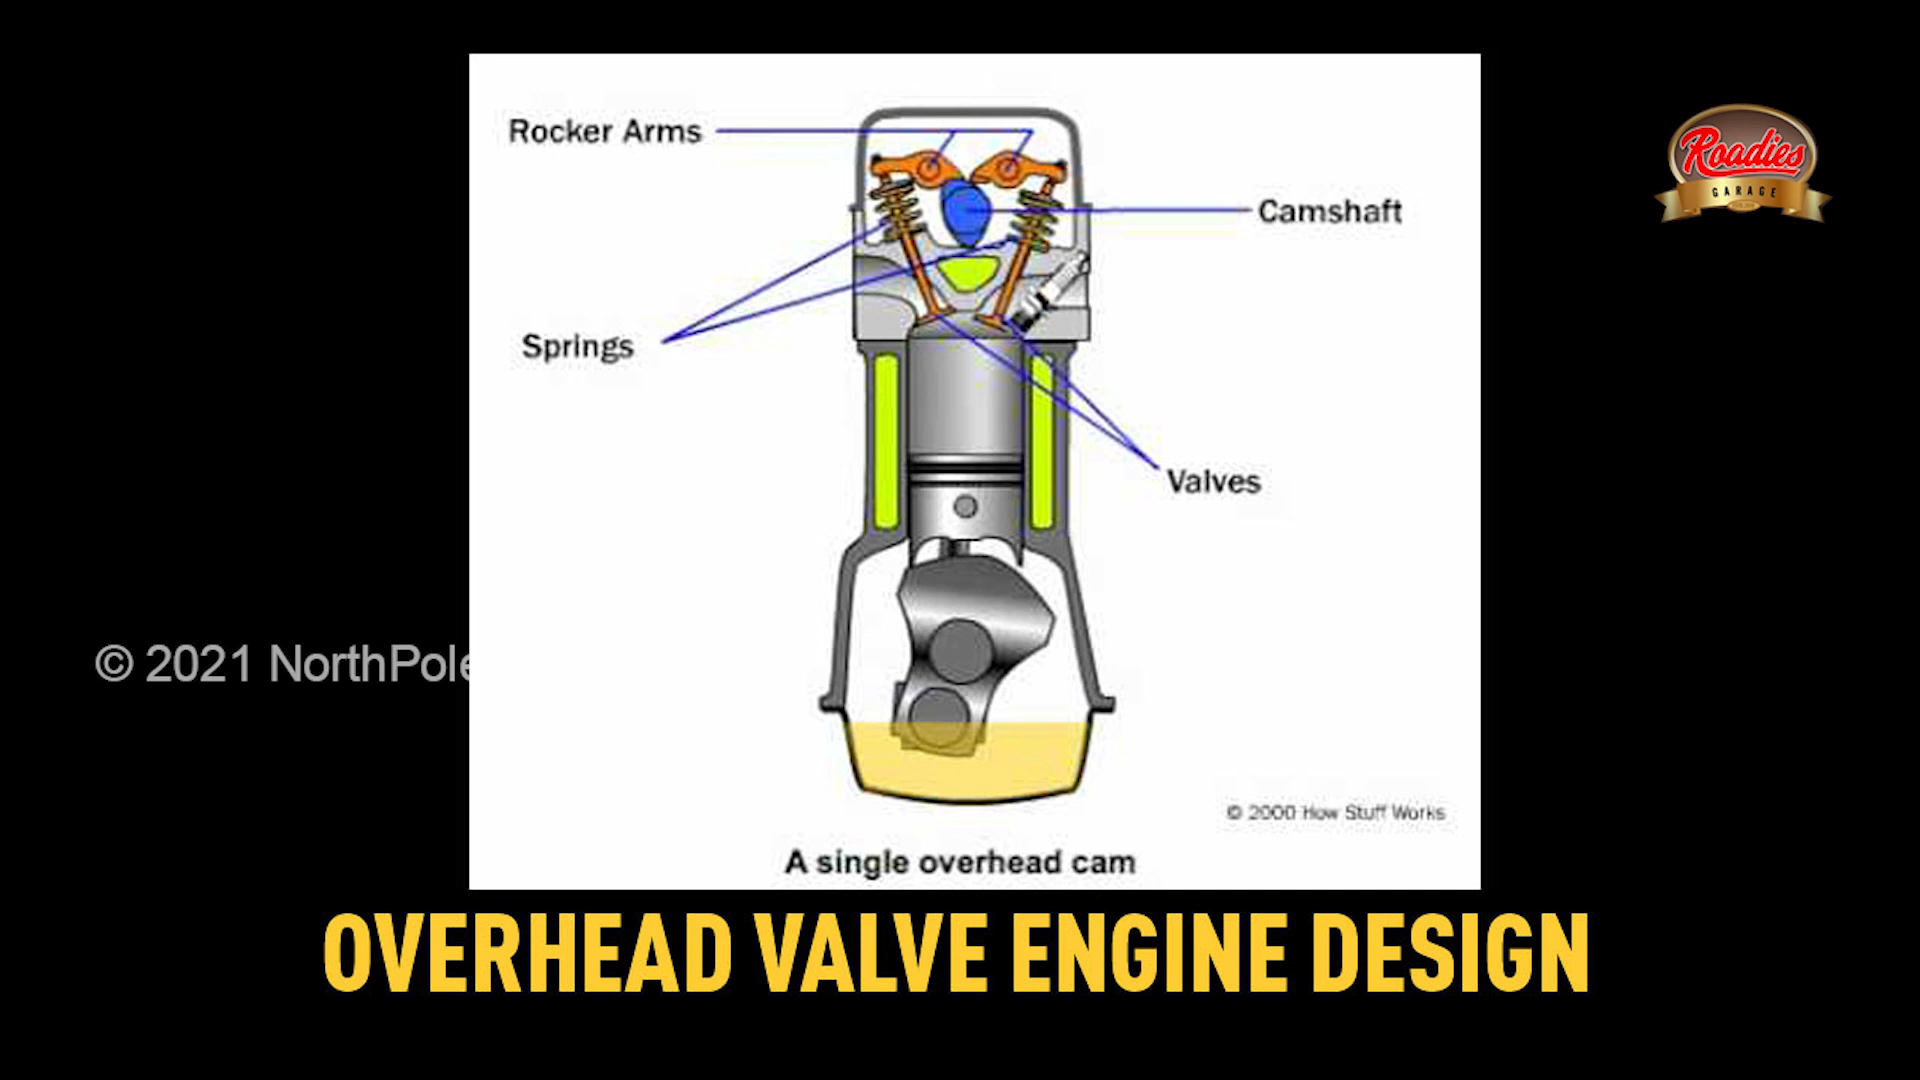 Rocker Arms
Roadies
GARAGE
Camshaft
Springs
Valves
© 2021 NorthPole
© 2000 How Stuff Works
A single overhead cam
OVERHEAD VALVE ENGINE DESIGN